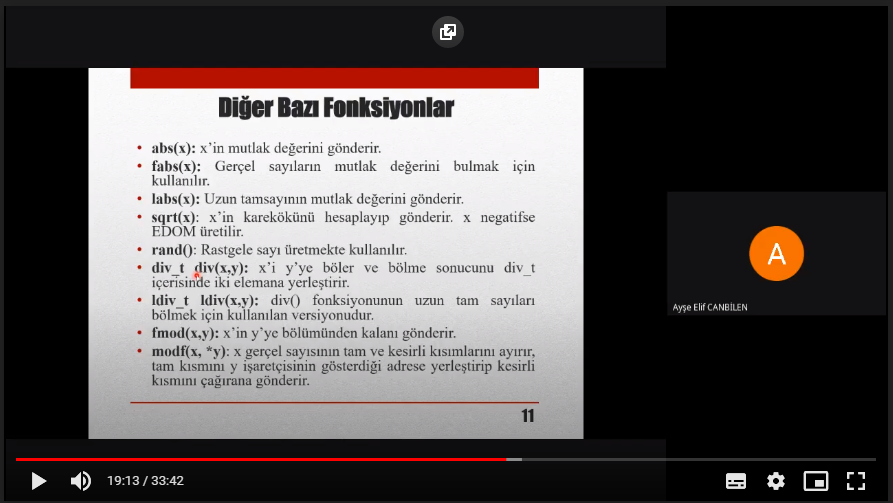 Diğer Bazı Fonksiyonlar
• abs(x): x’in mutlak değerini gönderir.
• fabs(x): Gerçel sayıların mutlak değerini bulmak için
kullanılır.
• labs(x): Uzun tamsayının mutlak değerini gönderir.
• sqrt(x): x’in karekökünü hesaplayıp gönderir. x negatifse
EDOM üretilir.
• rand(): Rastgele sayı üretmekte kullanılır.
• div_t div(x,y): x’i y’ye böler ve bölme sonucunu div_t
içerisinde iki elemana yerleştirir.
• ldiv_t ldiv(x,y): div() fonksiyonunun uzun tam sayıları
bölmek için kullanılan versiyonudur.
• fmod(x,y): x’in y’ye bölümünden kalanı gönderir.
• modf(x, *y): x gerçel sayısının tam ve kesirli kısımlarını ayırır,
tam kısmını y işaretçisinin gösterdiği adrese yerleştirip kesirli
kısmını çağırana gönderir.
11
A
Ayşe Elif CANBİLEN
19:13 / 33:42